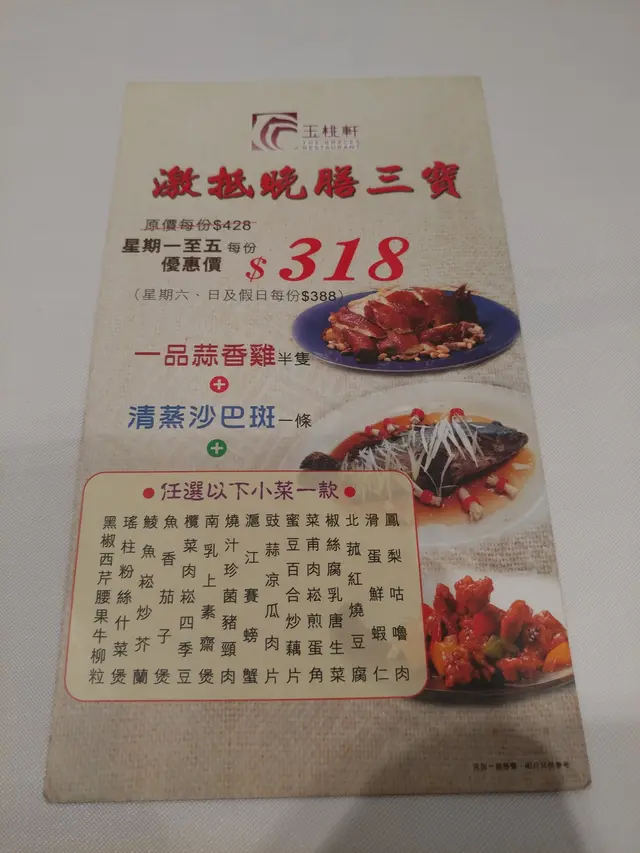 玉桃軒
RESTAURANT
激抵晚膳三寶
原價每份$428
星期一至五 每份
優惠價 $318
（星期六、日及假日每份$388）
一品蒜香雞半隻
+
清蒸沙巴斑一條
+
● 任選以下小菜一款 ●
鳳梨咕嚕肉
滑蛋鮮蝦仁
北菰紅燒豆腐
椒絲腐乳唐生菜
菜甫肉崧煎蛋角
蜜豆百合炒藕片
豉蒜凉瓜肉片
滬江賽螃蟹
燒汁珍菌豬頸肉
南乳上素齋煲
欖菜肉崧四季豆
魚香茄子煲
鯪魚崧炒芥蘭
瑤柱粉絲什菜煲
黑椒西芹腰果牛柳粒